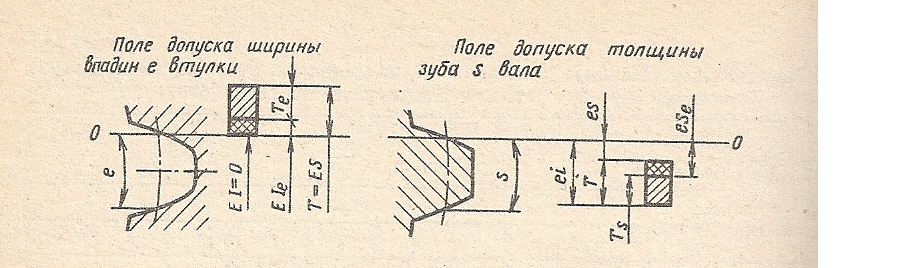 Поле допуска ширины
впадин e втулки
Поле допуска толщины
зуба s вала
0
e
EI=0
Te
EIe
T=ES
s
ei
T
Ts
es
ese
0